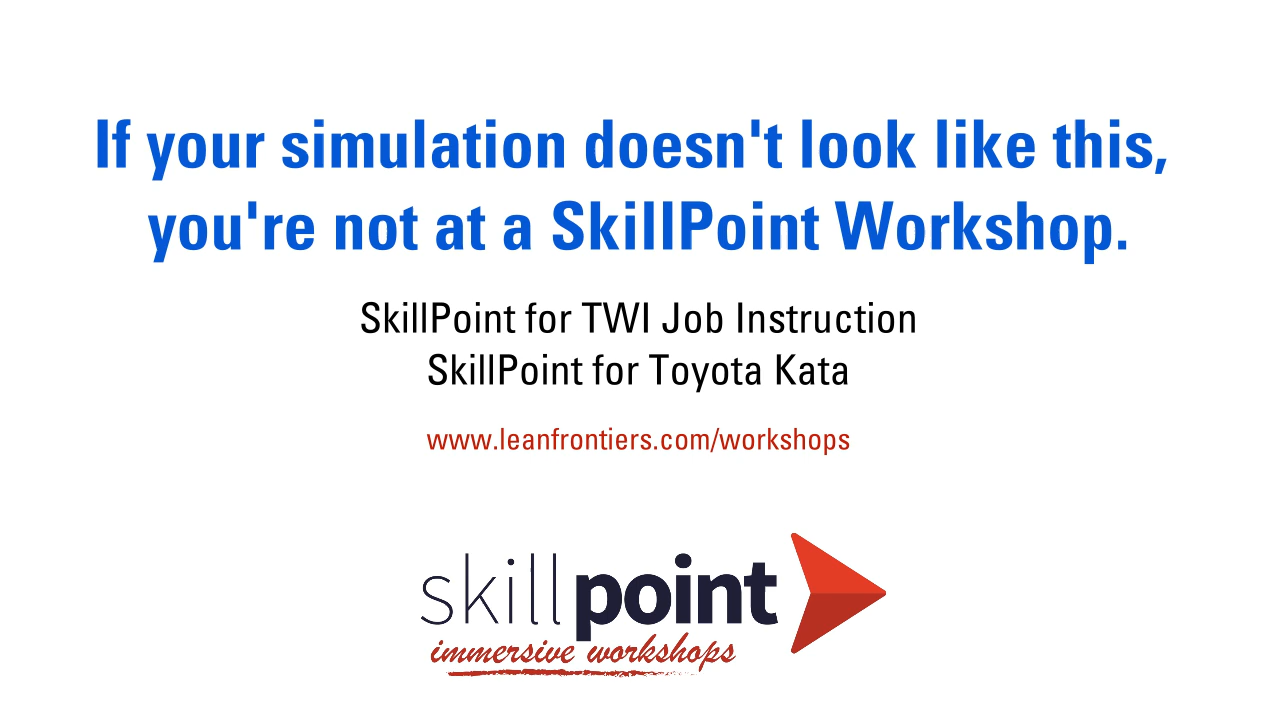 If your simulation doesn't look like this,
you're not at a SkillPoint Workshop.
SkillPoint for TWI Job Instruction
SkillPoint for Toyota Kata
www.leanfrontiers.com/workshops
skillpoint
immersive workshops